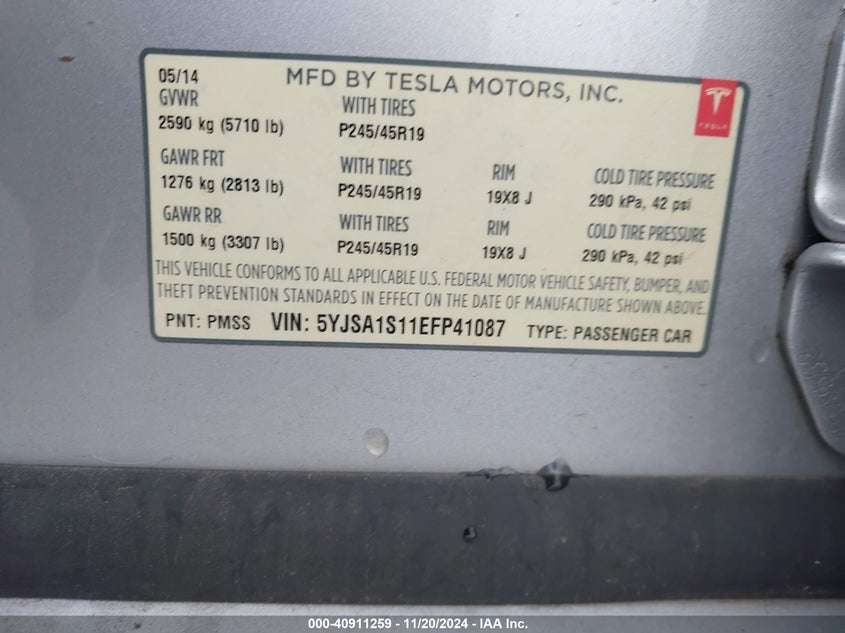 05/14 MFD BY TESLA MOTORS, INC.
TESLA
GVWR WITH TIRES
2590 kg (5710 lb) P245/45R19
GAWR FRT WITH TIRES RIM COLD TIRE PRESSURE
1276 kg (2813 lb) P245/45R19 19X8 J 290 kPa, 42 psi
GAWR RR WITH TIRES RIM COLD TIRE PRESSURE
1500 kg (3307 lb) P245/45R19 19X8 J 290 kPa, 42 psi
THIS VEHICLE CONFORMS TO ALL APPLICABLE U.S. FEDERAL MOTOR VEHICLE SAFETY, BUMPER, AND
THEFT PREVENTION STANDARDS IN EFFECT ON THE DATE OF MANUFACTURE SHOWN ABOVE.
PNT: PMSS VIN: 5YJSA1S11EFP41087 TYPE: PASSENGER CAR
000-40911259 - 11/20/2024 - IAA Inc.